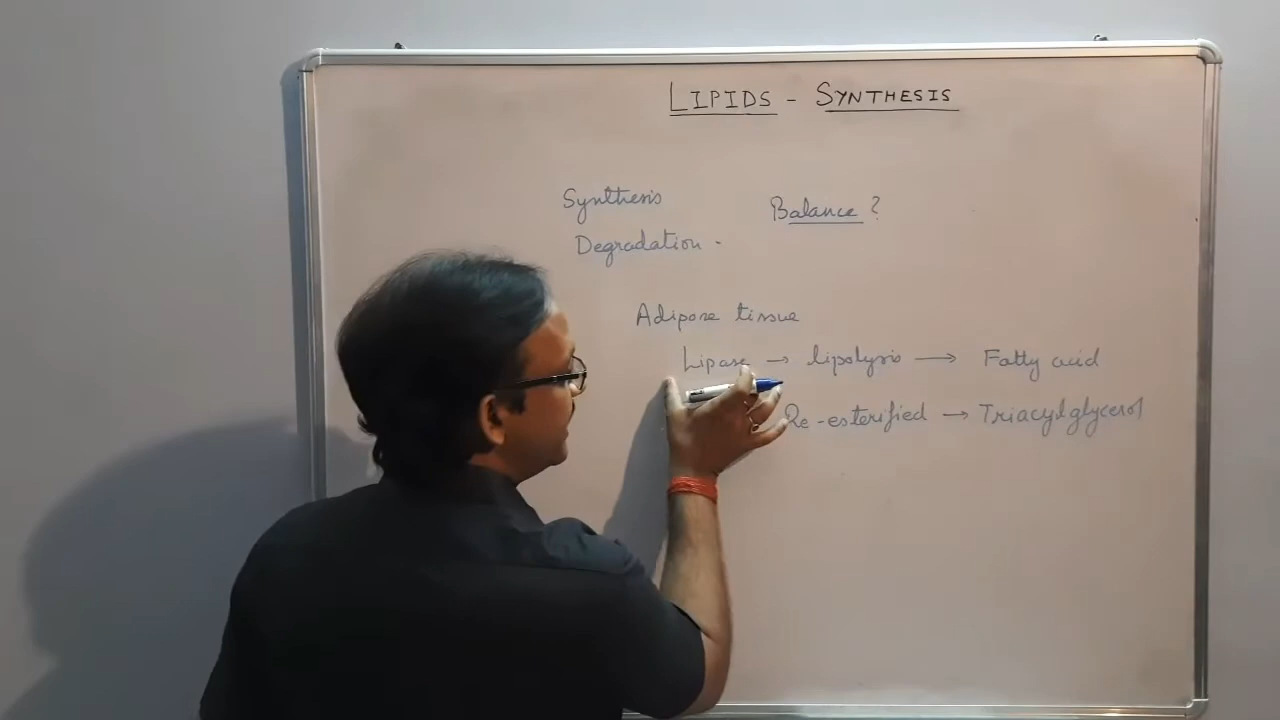 LIPIDS - SYNTHESIS
Synthesis
Balance ?
Degradation -
Adipose tissue
Lipase → lipolysis → Fatty acid
Re-esterified → Triacylglycerol